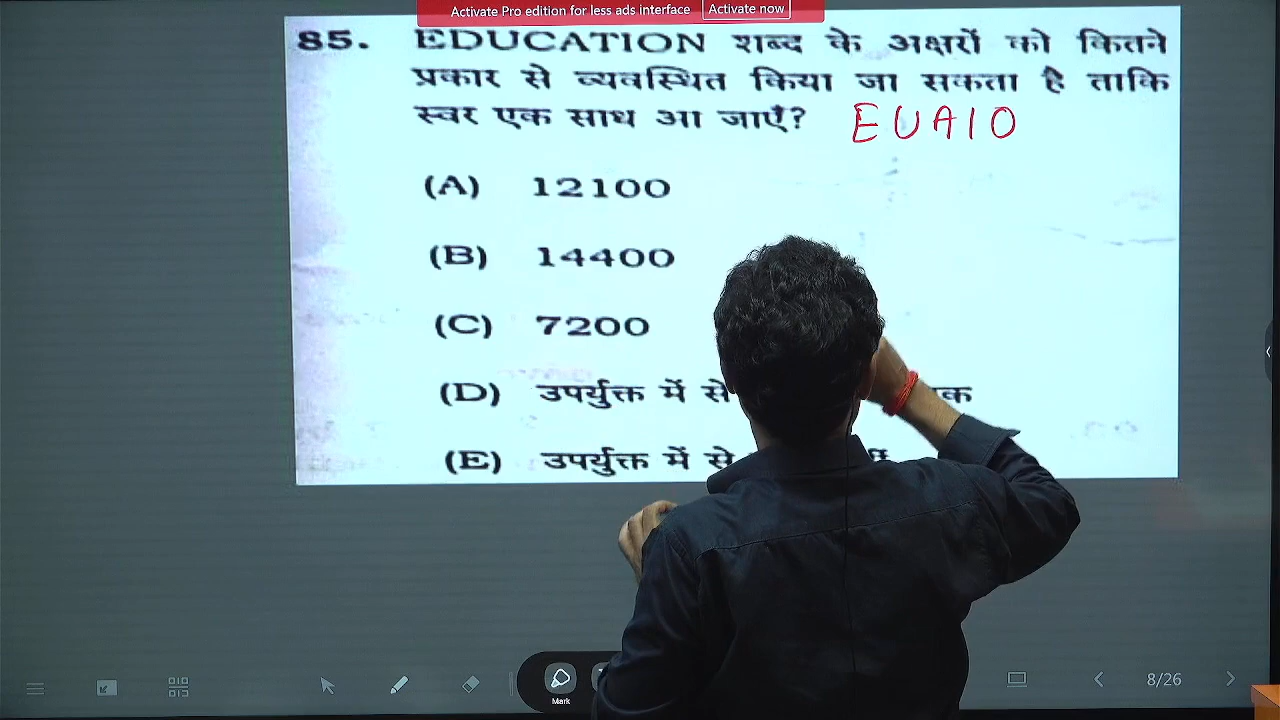 Activate Pro edition for less ads interface Activate now
85. EDUCATION शब्द के अक्षरों को कितने
प्रकार से व्यवस्थित किया जा सकता है ताकि
स्वर एक साथ आ जाएँ? EUAIO
(A) 12100
(B) 14400
(C) 7200
(D) उपर्युक्त में से
(E) उपर्युक्त में से
Mark
8/26